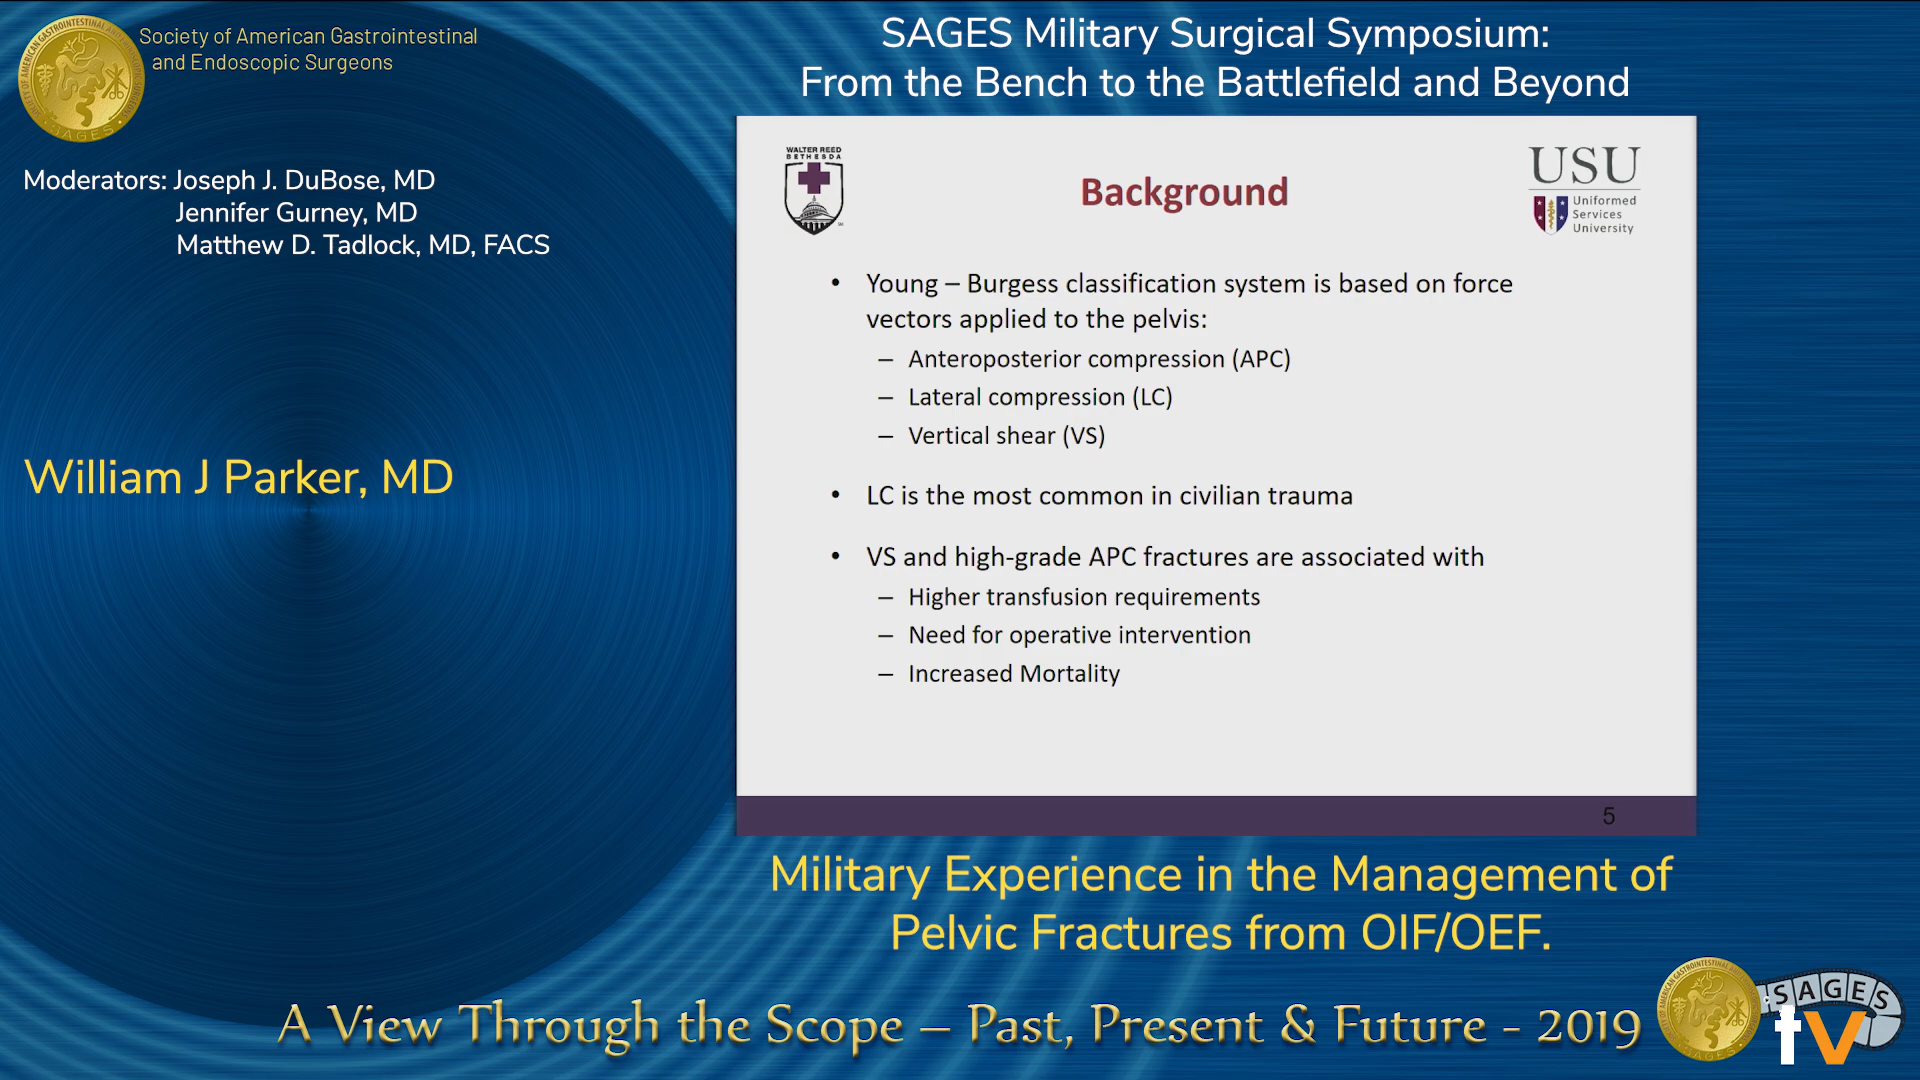 Society of American Gastrointestinal
and Endoscopic Surgeons
SAGES Military Surgical Symposium:
From the Bench to the Battlefield and Beyond
Moderators: Joseph J. DuBose, MD
Jennifer Gurney, MD
Matthew D. Tadlock, MD, FACS
William J Parker, MD
WALTER REED
BETHESDA
Background
USU
Uniformed
Services
University
• Young – Burgess classification system is based on force
vectors applied to the pelvis:
– Anteroposterior compression (APC)
– Lateral compression (LC)
– Vertical shear (VS)
• LC is the most common in civilian trauma
• VS and high-grade APC fractures are associated with
– Higher transfusion requirements
– Need for operative intervention
– Increased Mortality
5
Military Experience in the Management of
Pelvic Fractures from OIF/OEF.
A View Through the Scope – Past, Present & Future - 2019
SAGES
tv